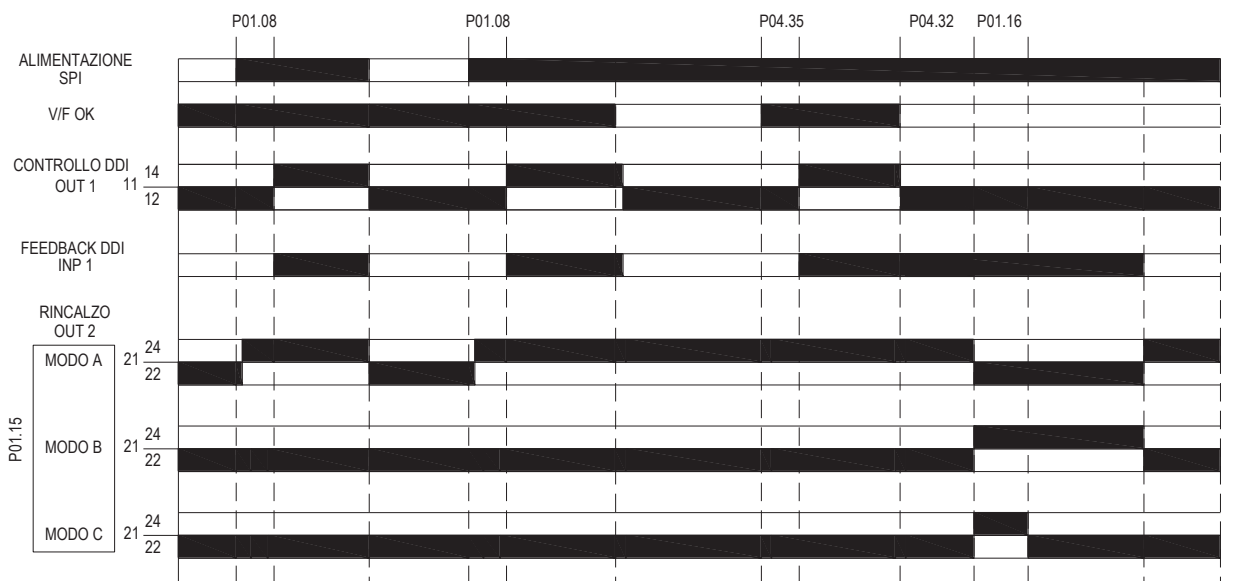 P01.08 P01.08 P04.35 P04.32 P01.16
ALIMENTAZIONE
SPI
V/F OK
CONTROLLO DDI
OUT 1
11
14
12
FEEDBACK DDI
INP 1
RINCALZO
OUT 2
P01.15
MODO A
21
24
22
MODO B
21
24
22
MODO C
21
24
22